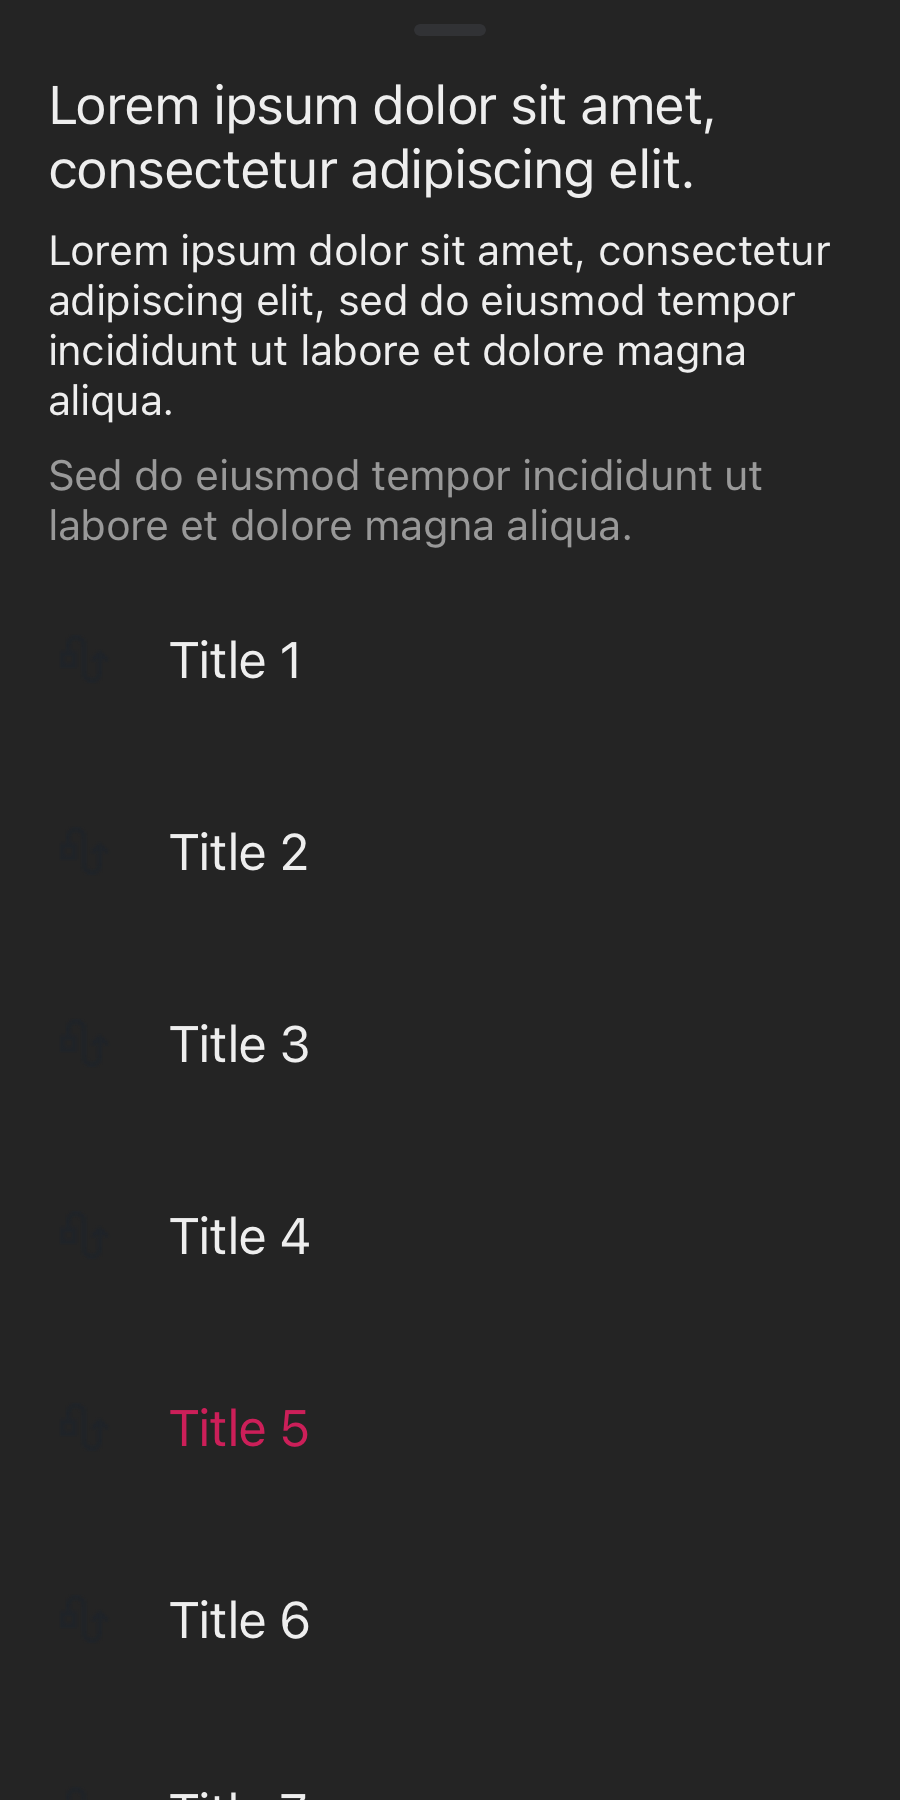 Lorem ipsum dolor sit amet,
consectetur adipiscing elit.
Lorem ipsum dolor sit amet, consectetur
adipiscing elit, sed do eiusmod tempor
incididunt ut labore et dolore magna
aliqua.
Sed do eiusmod tempor incididunt ut
labore et dolore magna aliqua.
Title 1
Title 2
Title 3
Title 4
Title 5
Title 6
Title 7